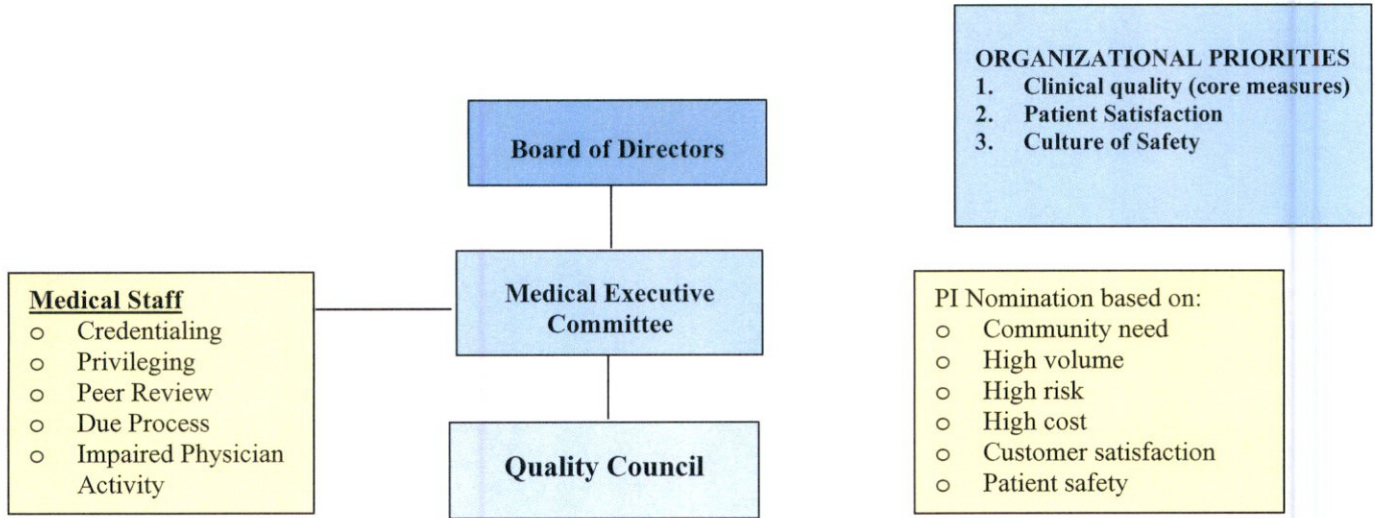 ORGANIZATIONAL PRIORITIES
1. Clinical quality (core measures)
2. Patient Satisfaction
3. Culture of Safety
Board of Directors
Medical Executive
Committee
Medical Staff
o Credentialing
o Privileging
o Peer Review
o Due Process
o Impaired Physician
Activity
PI Nomination based on:
o Community need
o High volume
o High risk
o High cost
o Customer satisfaction
o Patient safety
Quality Council